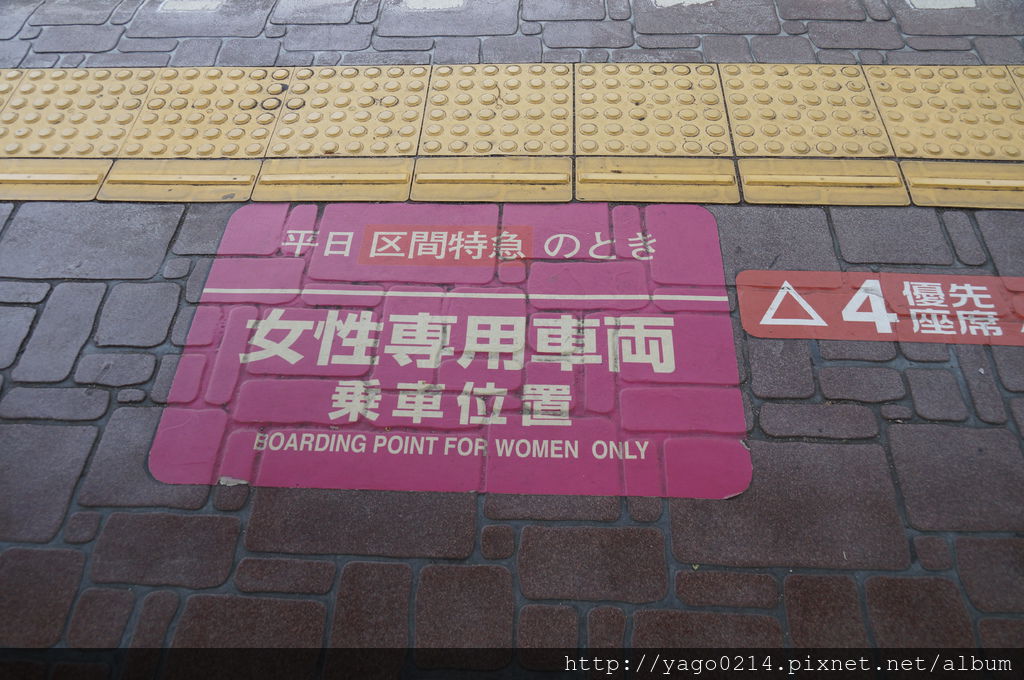 平日 区間特急 のとき
女性専用車両
乗車位置
BOARDING POINT FOR WOMEN ONLY
△4 優先
座席
http://yago0214.pixnet.net/album